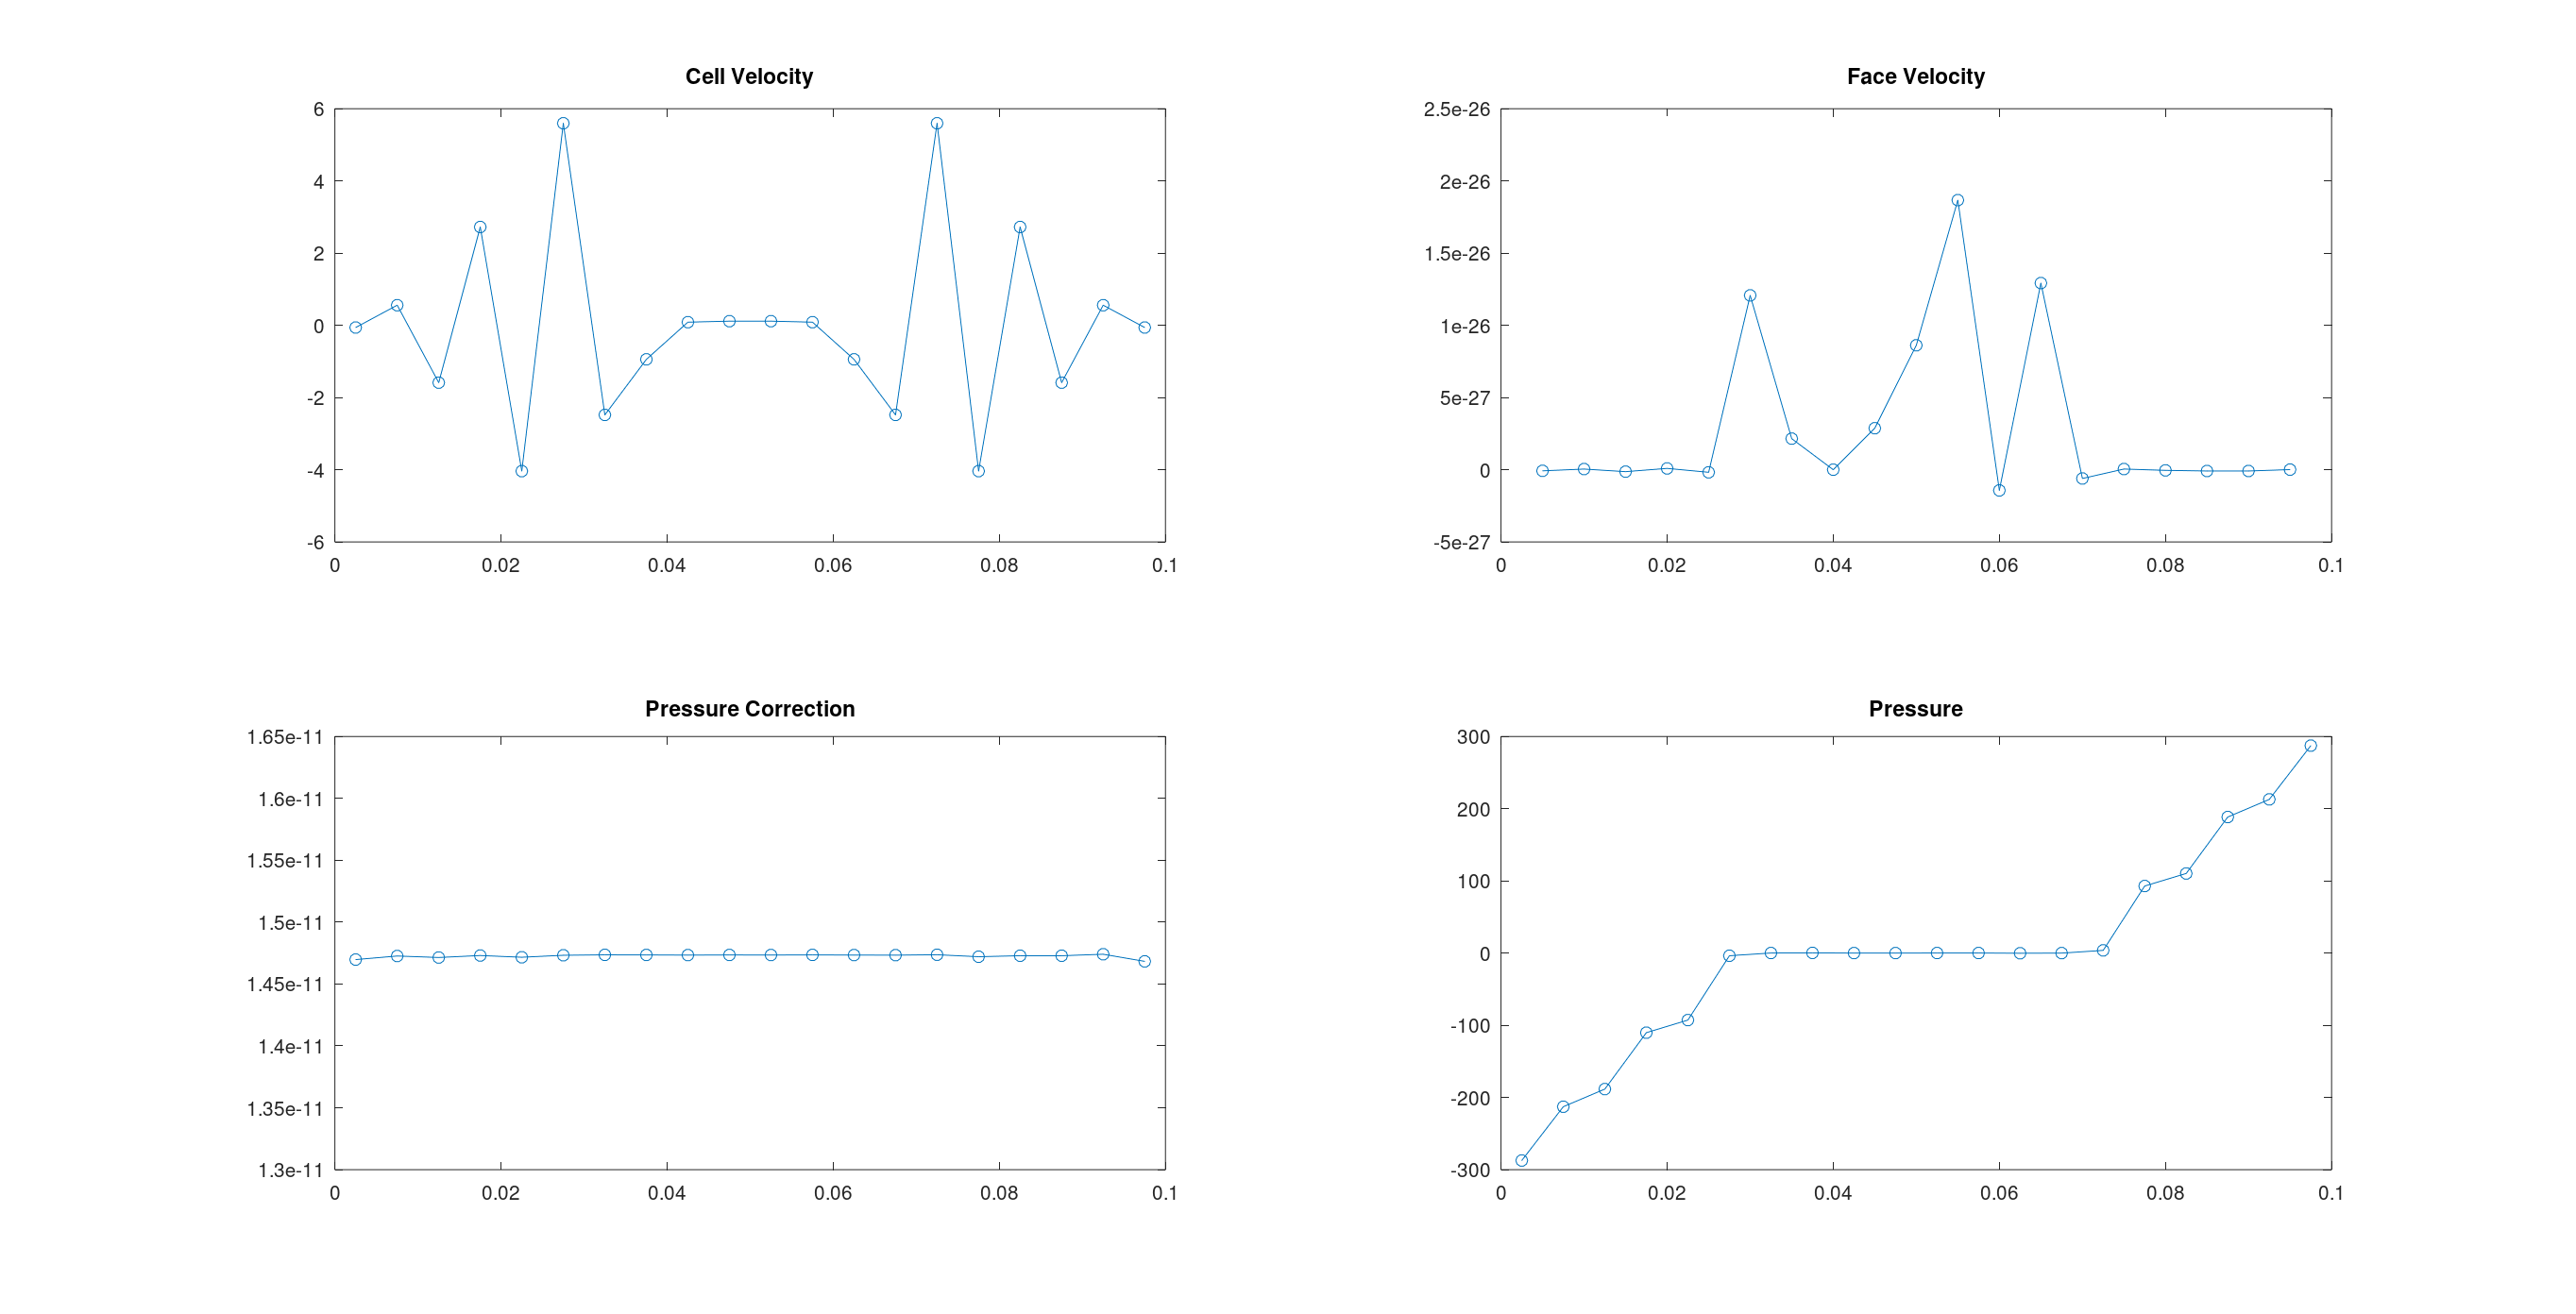 Cell Velocity
6
4
2
0
-2
-4
-6
0 0.02 0.04 0.06 0.08 0.1
Face Velocity
2.5e-26
2e-26
1.5e-26
1e-26
5e-27
0
-5e-27
0 0.02 0.04 0.06 0.08 0.1
Pressure Correction
1.65e-11
1.6e-11
1.55e-11
1.5e-11
1.45e-11
1.4e-11
1.35e-11
1.3e-11
0 0.02 0.04 0.06 0.08 0.1
Pressure
300
200
100
0
-100
-200
-300
0 0.02 0.04 0.06 0.08 0.1